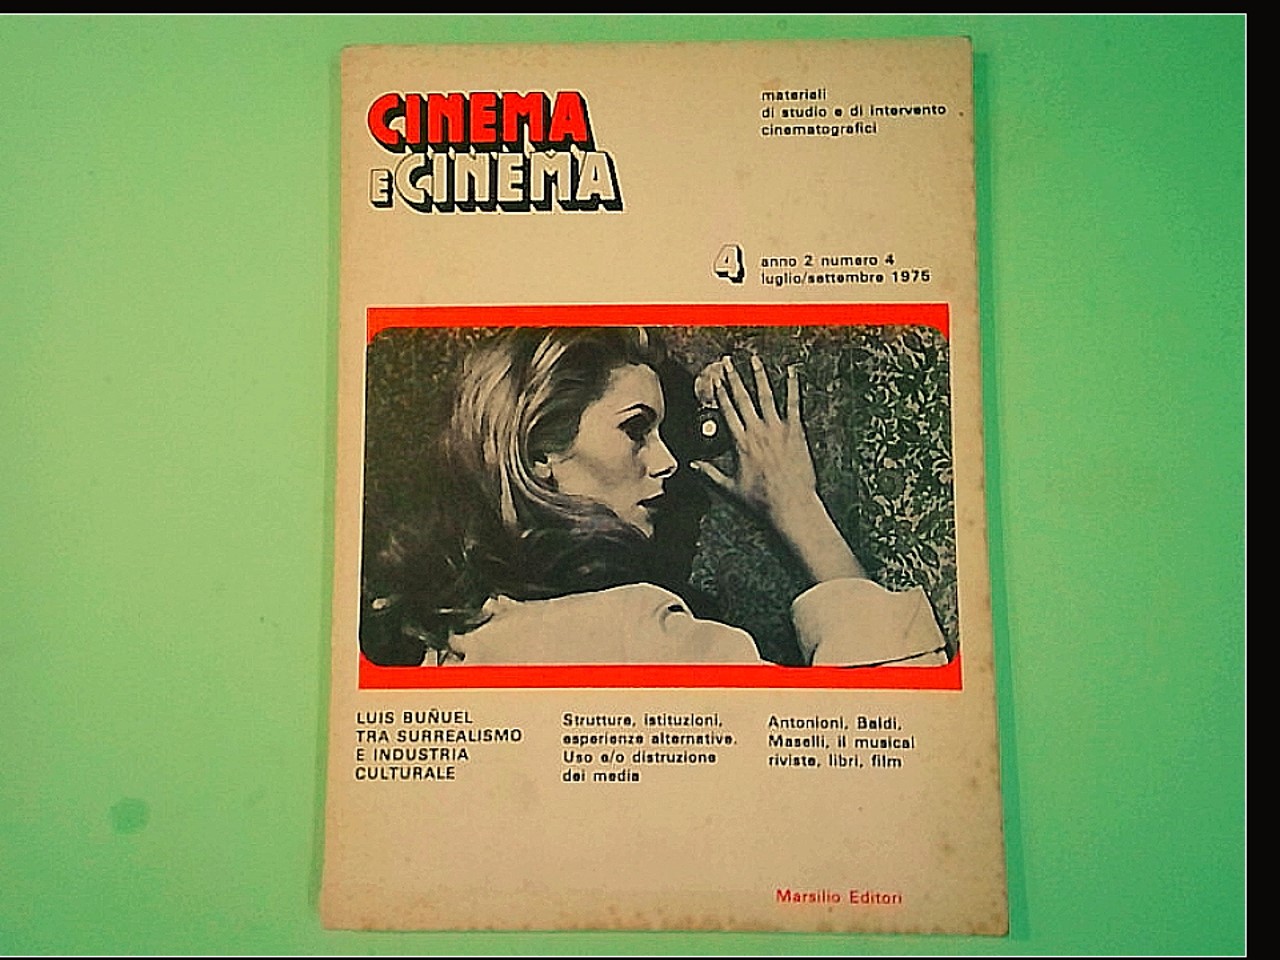 CINEMA
E CINEMA
materiali
di studio e di intervento
cinematografici
4
anno 2 numero 4
luglio/settembre 1975
LUIS BUÑUEL
TRA SURREALISMO
E INDUSTRIA
CULTURALE
Strutture, istituzioni,
esperienze alternative.
Uso e/o distruzione
dei media
Antonioni, Baldi,
Maselli, il musical
riviste, libri, film
Marsilio Editori